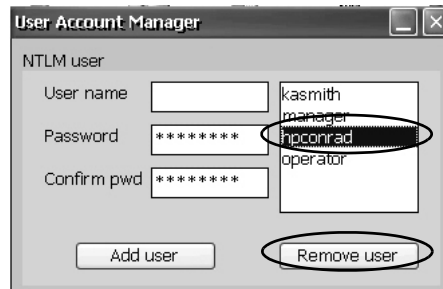 User Account Manager
NTLM user
User name
kasmith
manager
Password ********
hpconrad
operator
Confirm pwd ********
Add user
Remove user